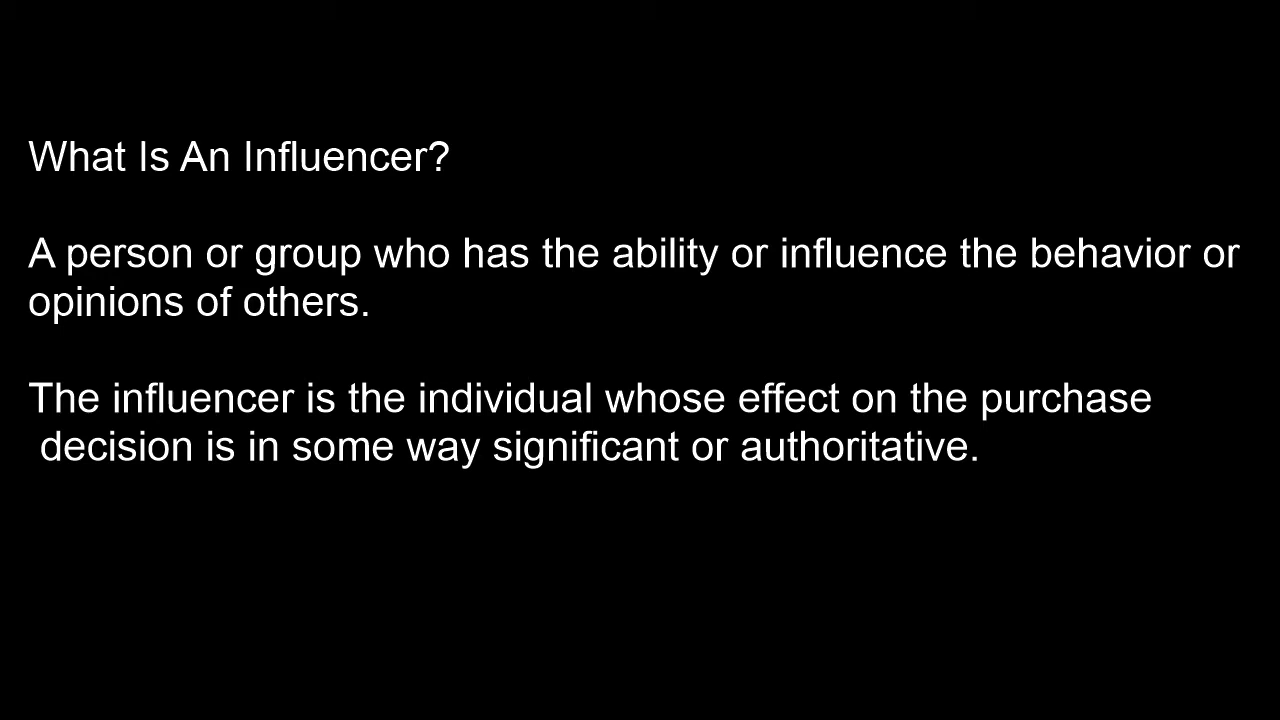 What Is An Influencer?
A person or group who has the ability or influence the behavior or
opinions of others.
The influencer is the individual whose effect on the purchase
decision is in some way significant or authoritative.